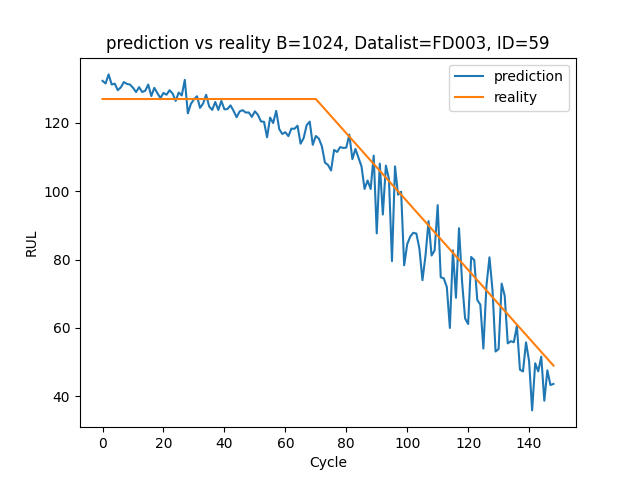 prediction vs reality B=1024, Datalist=FD003, ID=59
prediction
reality
RUL
120
100
80
60
40
0 20 40 60 80 100 120 140
Cycle